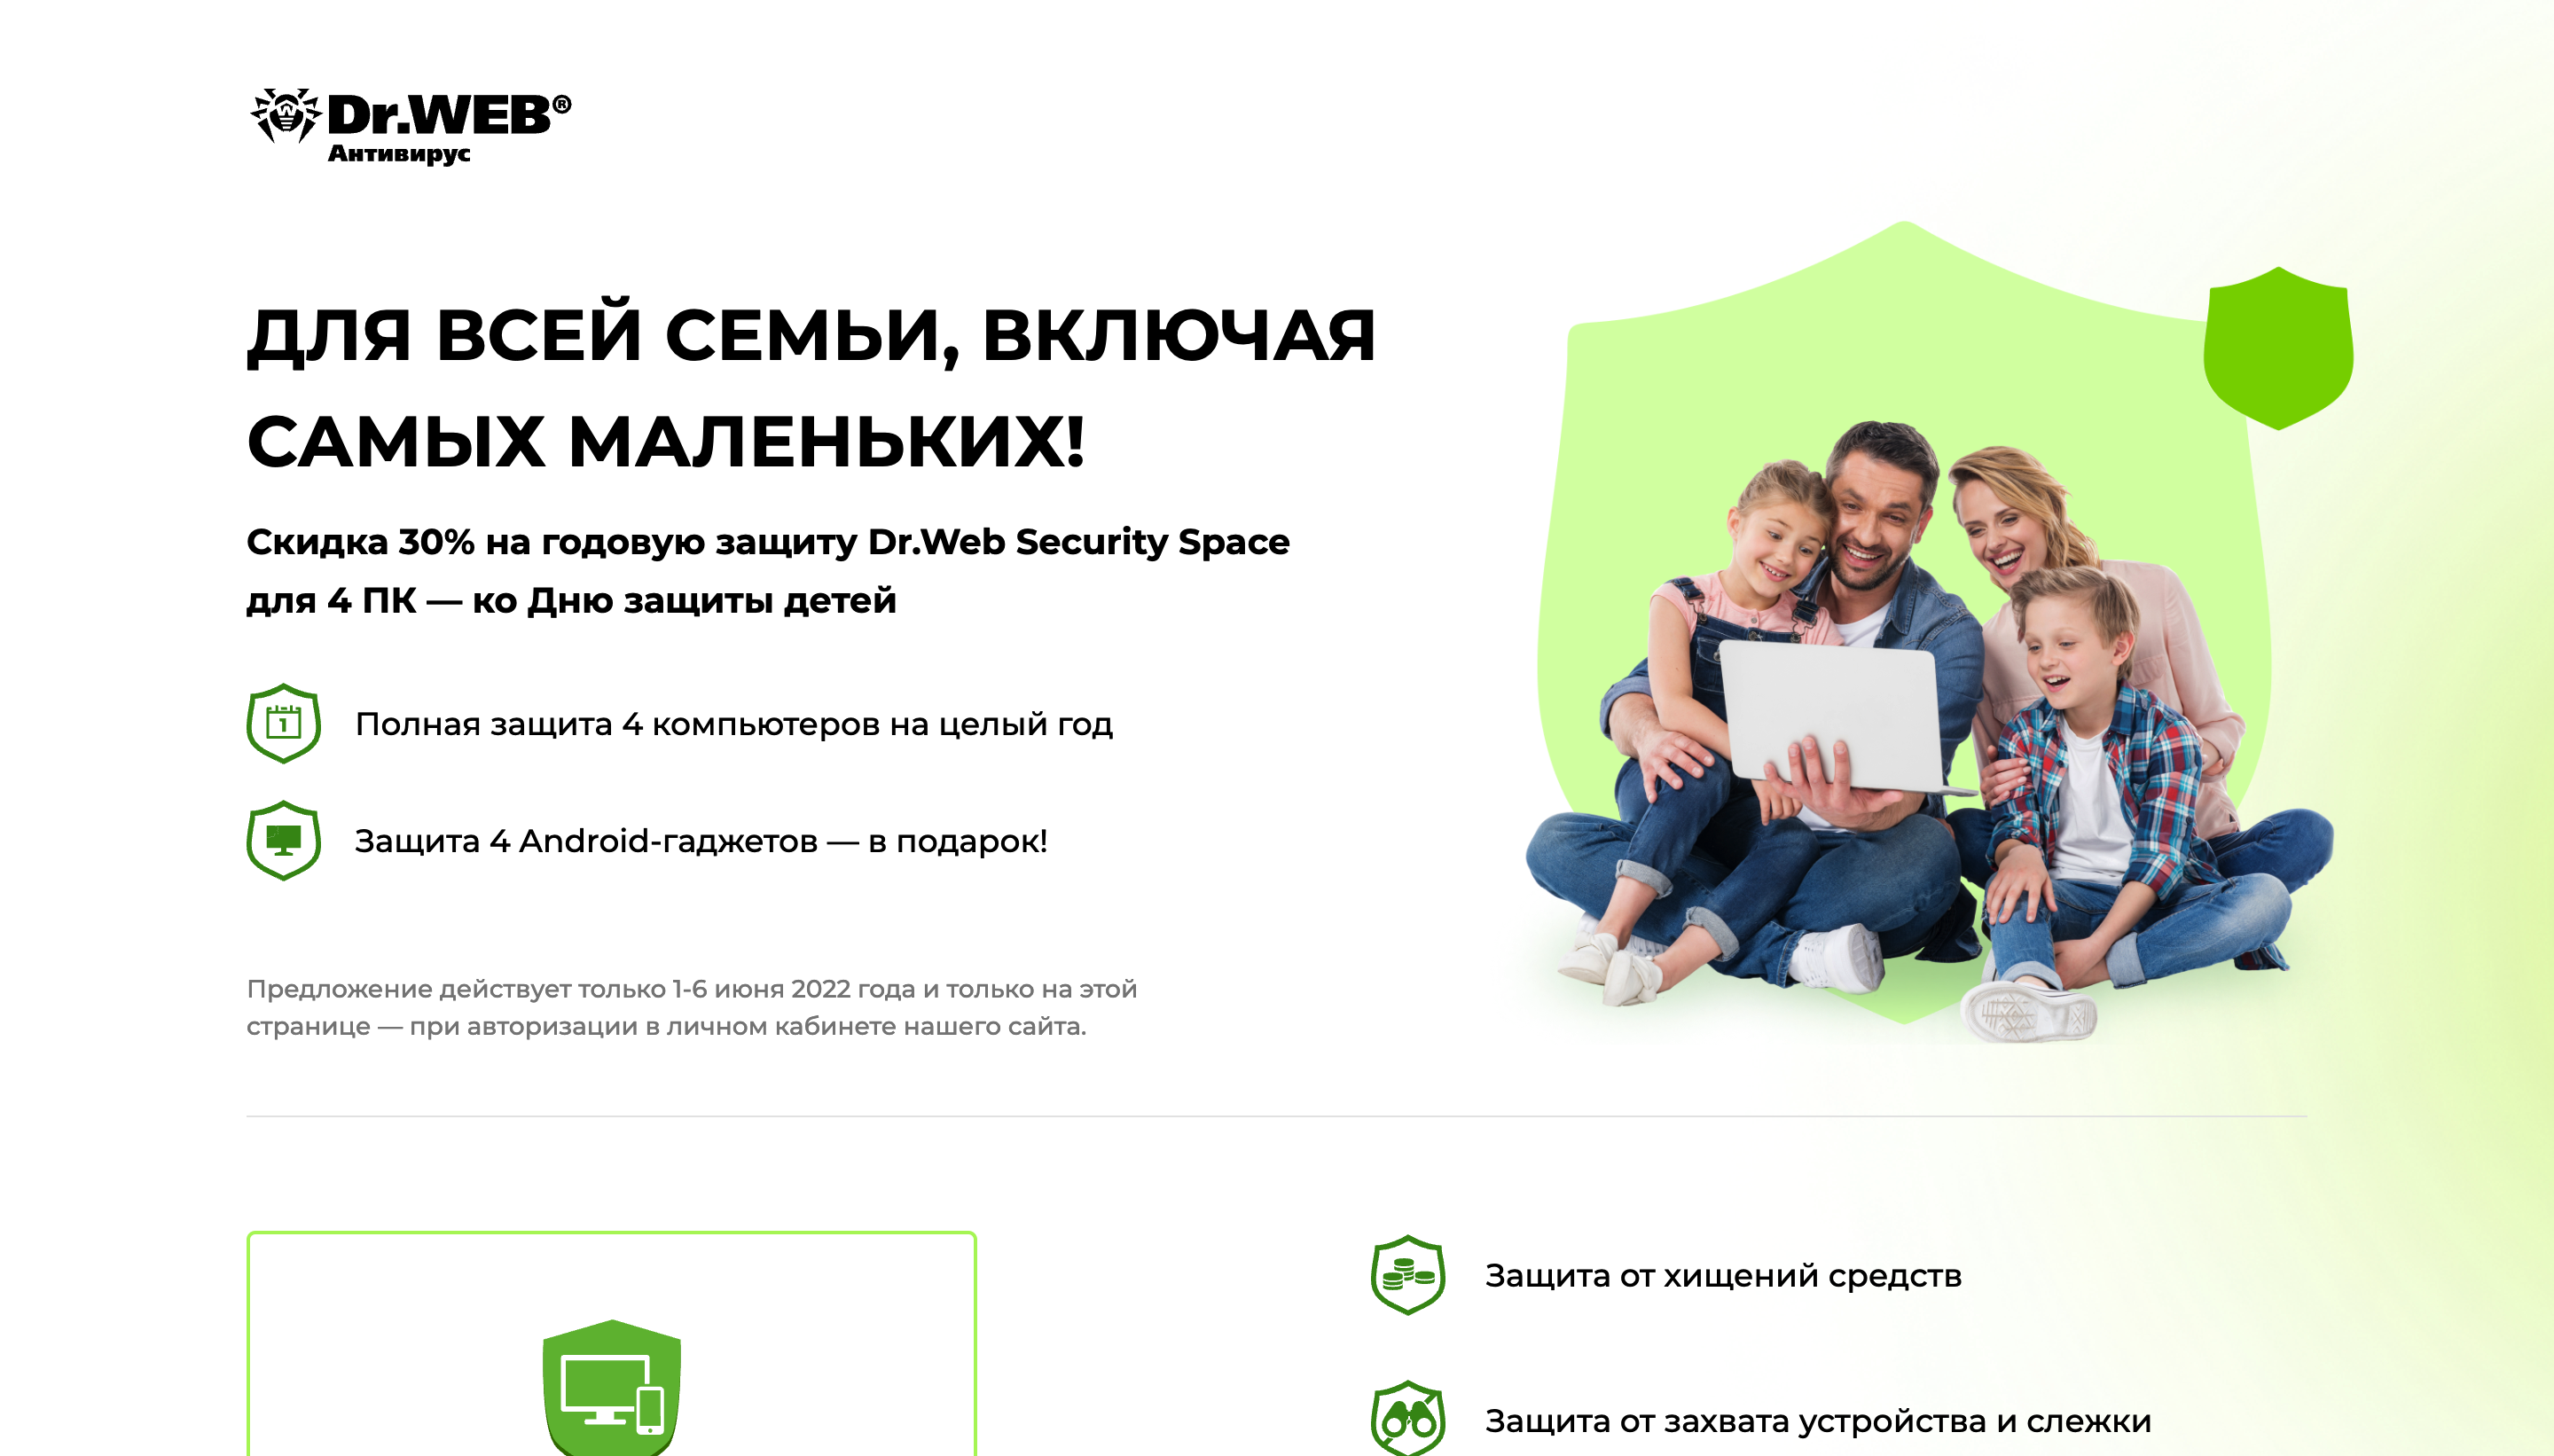 Dr.WEB®
Антивирус
ДЛЯ ВСЕЙ СЕМЬИ, ВКЛЮЧАЯ
САМЫХ МАЛЕНЬКИХ!
Скидка 30% на годовую защиту Dr.Web Security Space
для 4 ПК — ко Дню защиты детей
1
Полная защита 4 компьютеров на целый год
Защита 4 Android-гаджетов — в подарок!
Предложение действует только 1-6 июня 2022 года и только на этой
странице — при авторизации в личном кабинете нашего сайта.
Защита от хищений средств
Защита от захвата устройства и слежки